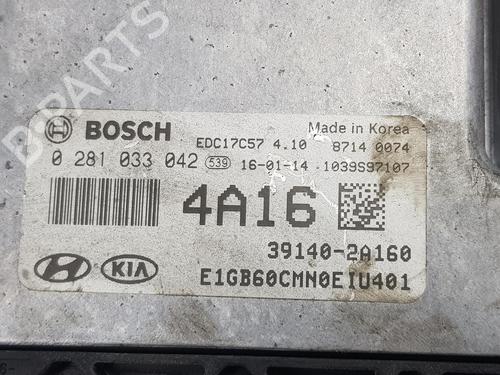 B-PARTS
BOSCH
EDC17C57 4.10
Made in Korea
8714 0074
0 281 033 042 539 16-01-14 1039S97107
4A16
39140-2A160
KIA
E1GB60CMN0EIU401